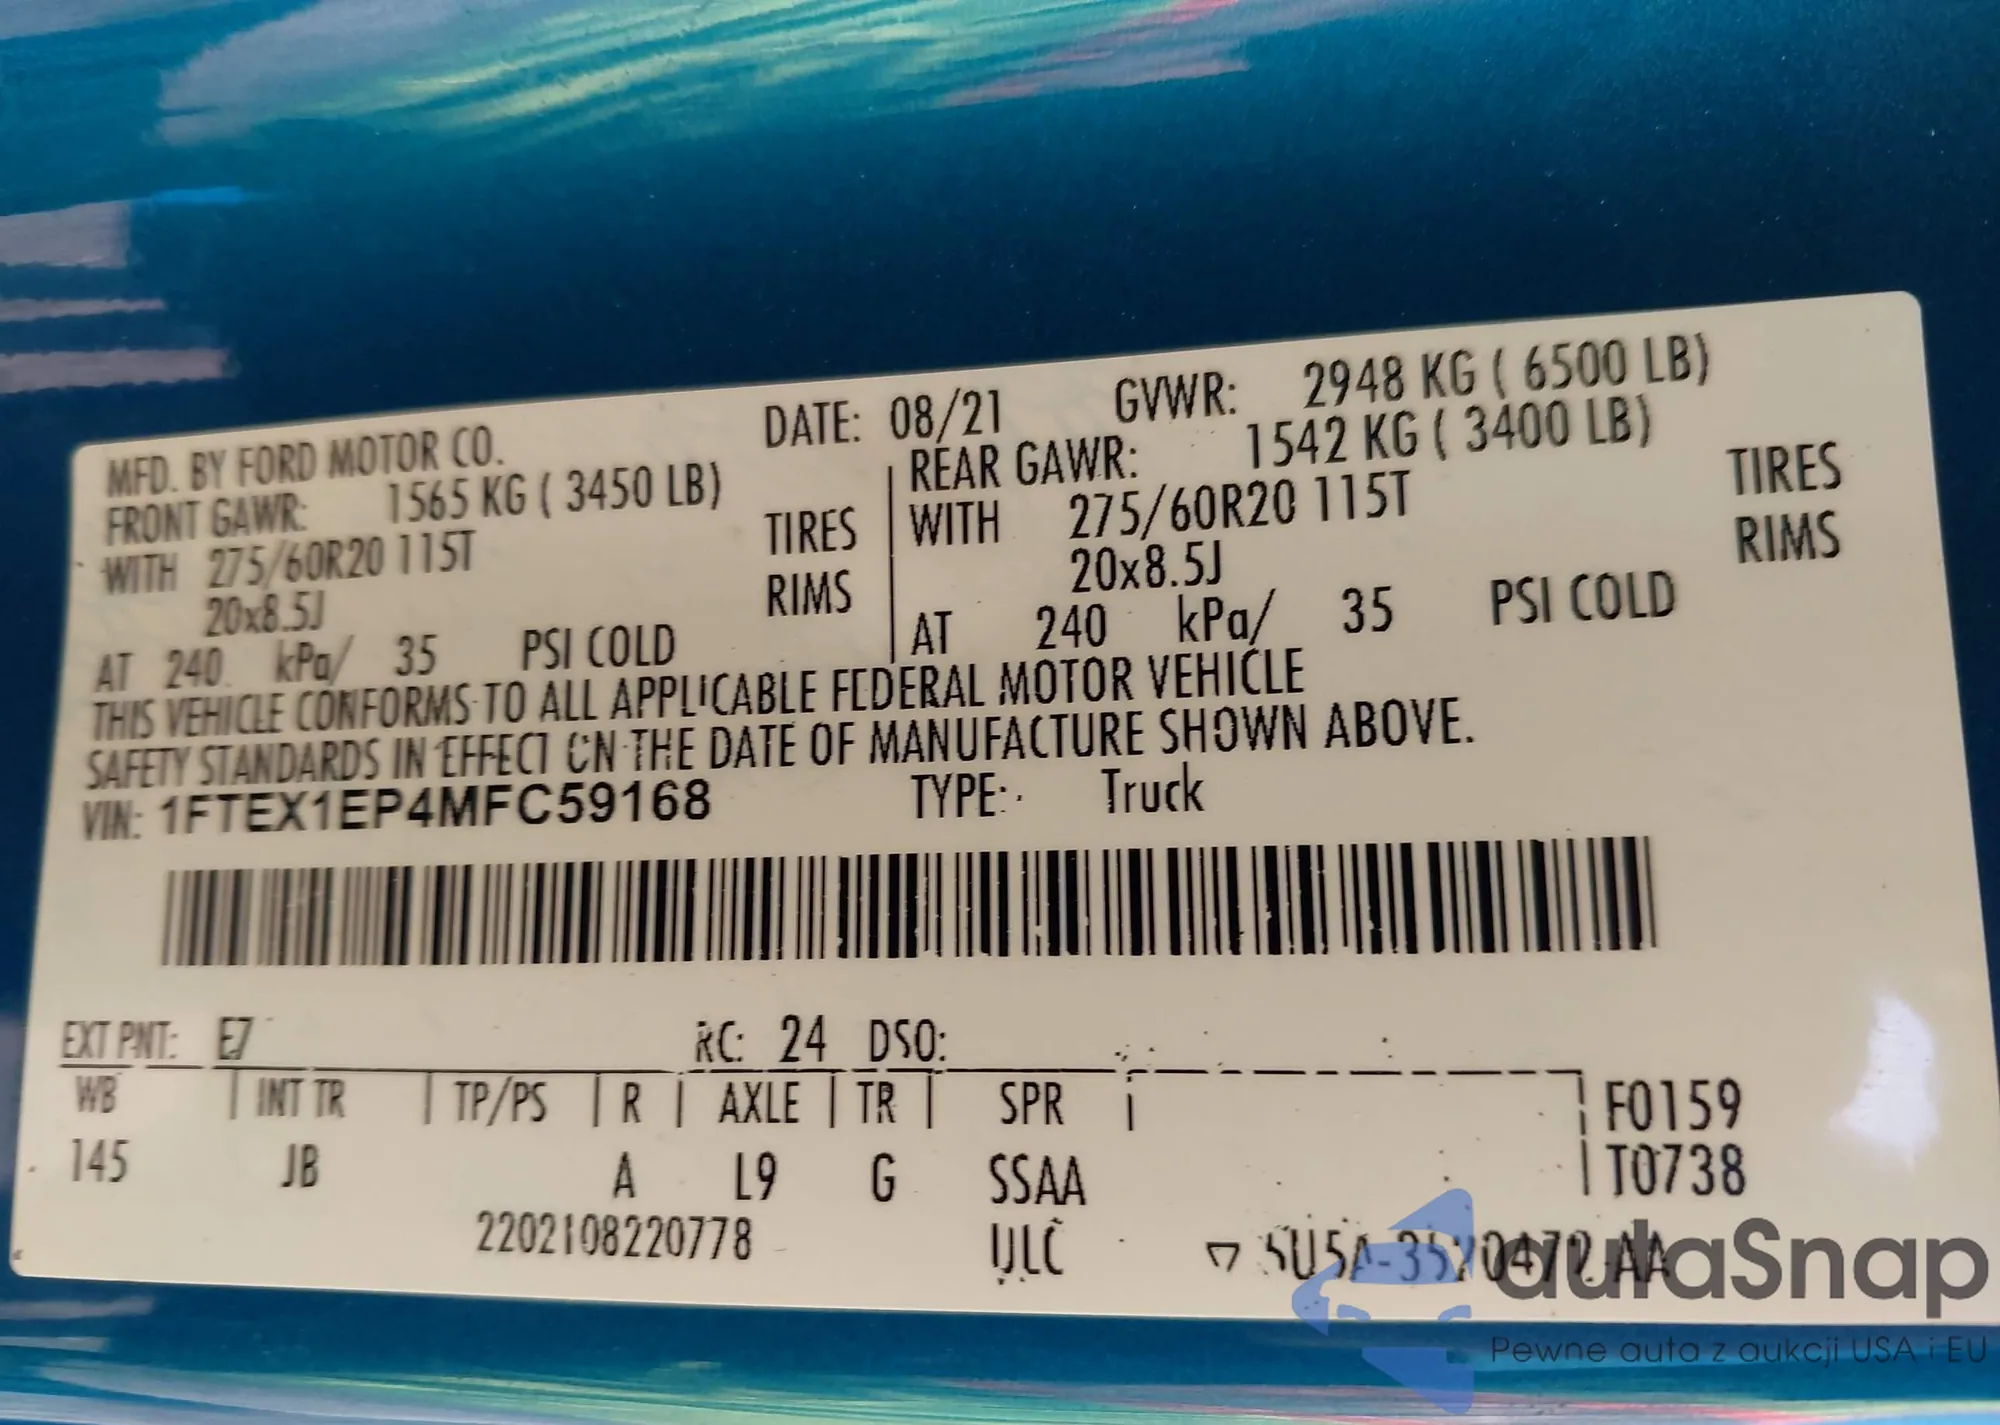 MFD. BY FORD MOTOR CO. DATE: 08/21 GVWR: 2948 KG ( 6500 LB)
FRONT GAWR: 1565 KG ( 3450 LB) REAR GAWR: 1542 KG ( 3400 LB)
WITH 275/60R20 115T TIRES WITH 275/60R20 115T TIRES
20x8.5J RIMS 20x8.5J RIMS
AT 240 kPa/ 35 PSI COLD AT 240 kPa/ 35 PSI COLD
THIS VEHICLE CONFORMS TO ALL APPLICABLE FEDERAL MOTOR VEHICLE
SAFETY STANDARDS IN EFFECT ON THE DATE OF MANUFACTURE SHOWN ABOVE.
VIN: 1FTEX1EP4MFC59168 TYPE: Truck
EXT PNT: E7 RC: 24 DSO:
WB INT TR TP/PS R AXLE TR SPR F0159
145 JB A L9 G SSAA T0738
2202108220778 ULC
autaSnap
Pewne auta z aukcji USA i EU